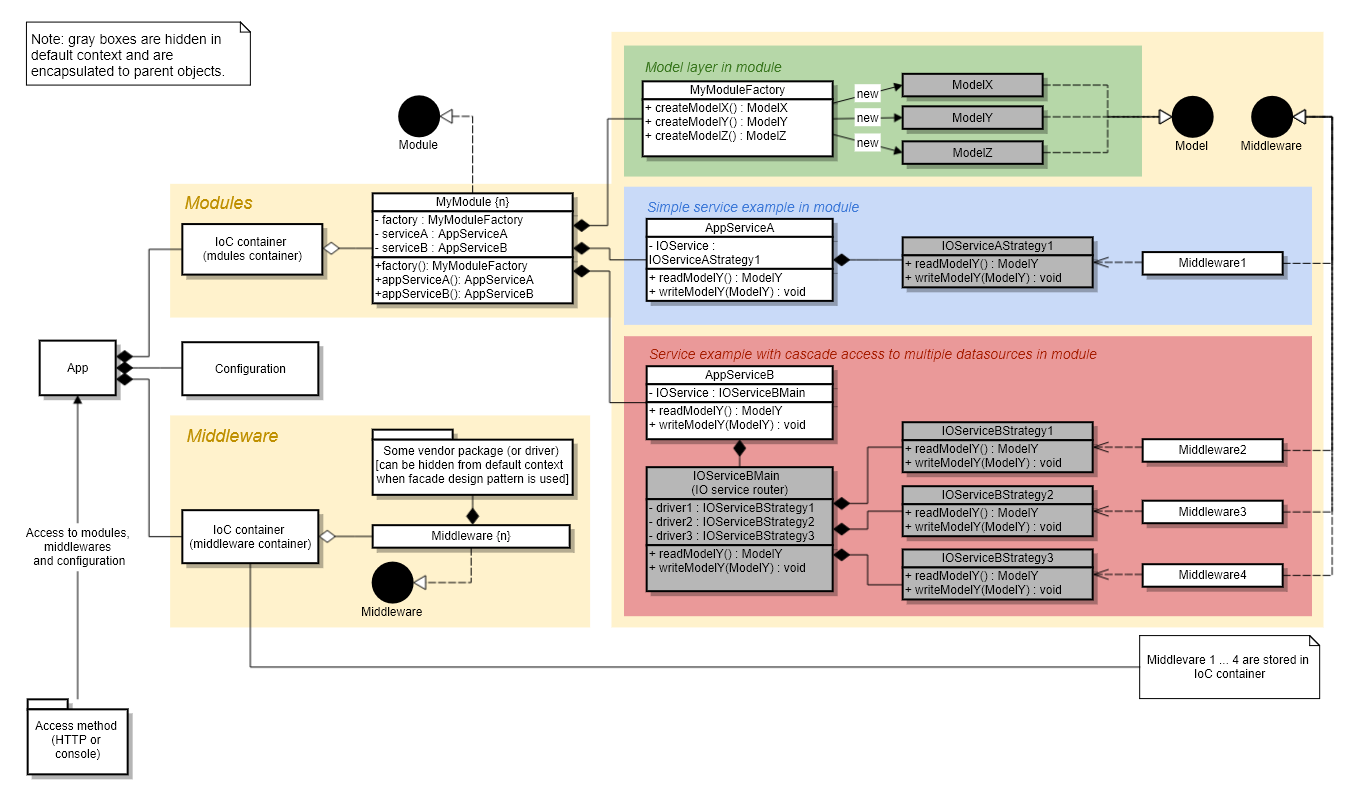 Note: gray boxes are hidden in
default context and are
encapsulated to parent objects.
Module
Modules
IoC container
(mdules container)
MyModule {n}
- factory : MyModuleFactory
- serviceA : AppServiceA
- serviceB : AppServiceB
+factory(): MyModuleFactory
+appServiceA(): AppServiceA
+appServiceB(): AppServiceB
App
Configuration
Middleware
Some vendor package (or driver)
[can be hidden from default context
when facade design pattern is used]
IoC container
(middleware container)
Middleware {n}
Middleware
Access to modules,
middlewares
and configuration
Access method
(HTTP or
console)
Model layer in module
MyModuleFactory
+ createModelX() : ModelX
+ createModelY() : ModelY
+ createModelZ() : ModelZ
new
new
new
ModelX
ModelY
ModelZ
Model
Middleware
Simple service example in module
AppServiceA
- IOService :
IOServiceAStrategy1
+ readModelY() : ModelY
+ writeModelY(ModelY) : void
IOServiceAStrategy1
+ readModelY() : ModelY
+ writeModelY(ModelY) : void
Middleware1
Service example with cascade access to multiple datasources in module
AppServiceB
- IOService : IOServiceBMain
+ readModelY() : ModelY
+ writeModelY(ModelY) : void
IOServiceBMain
(IO service router)
- driver1 : IOServiceBStrategy1
- driver2 : IOServiceBStrategy2
- driver3 : IOServiceBStrategy3
+ readModelY() : ModelY
+ writeModelY(ModelY) : void
IOServiceBStrategy1
+ readModelY() : ModelY
+ writeModelY(ModelY) : void
Middleware2
IOServiceBStrategy2
+ readModelY() : ModelY
+ writeModelY(ModelY) : void
Middleware3
IOServiceBStrategy3
+ readModelY() : ModelY
+ writeModelY(ModelY) : void
Middleware4
Middlevare 1 ... 4 are stored in
IoC container